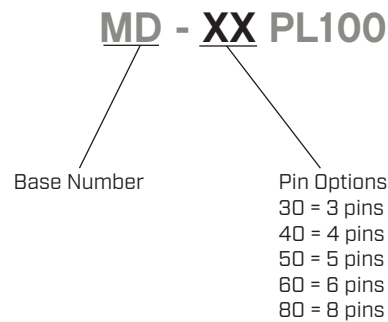 MD - XX PL100
Base Number
Pin Options
30 = 3 pins
40 = 4 pins
50 = 5 pins
60 = 6 pins
80 = 8 pins